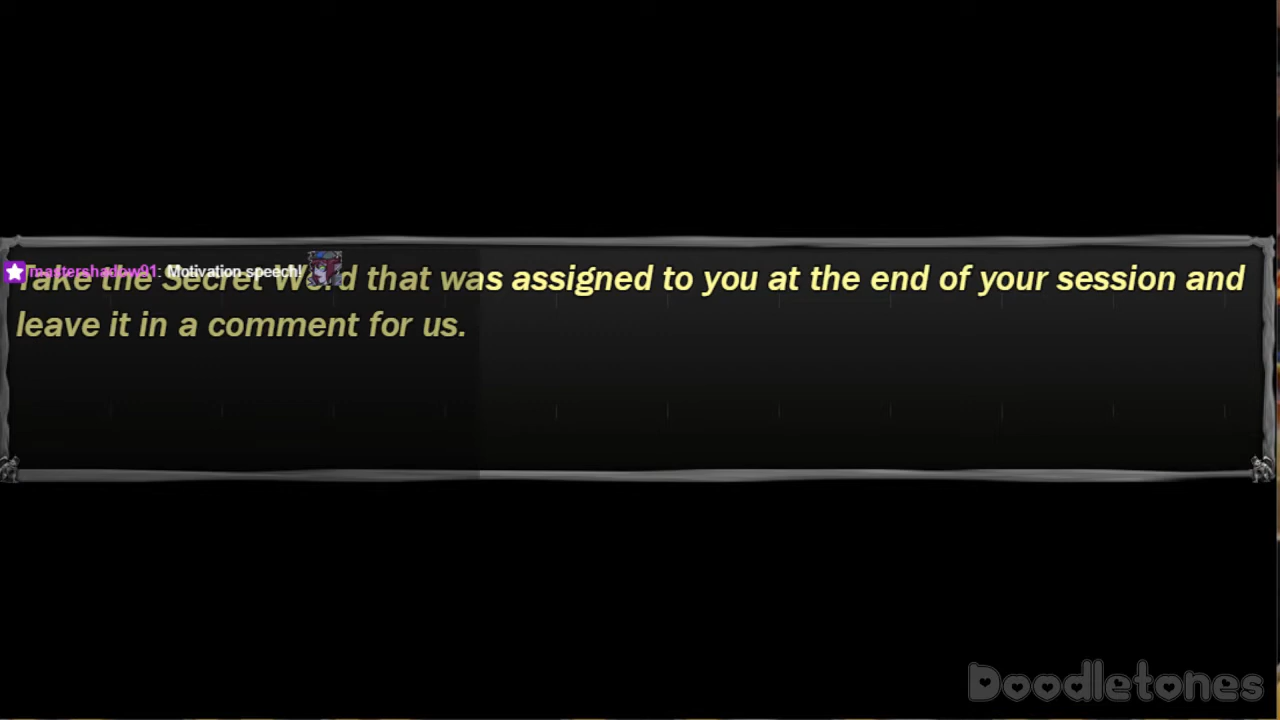 mastershadow91: Motivation speech!
Take the Secret Word that was assigned to you at the end of your session and
leave it in a comment for us.
Doodletones